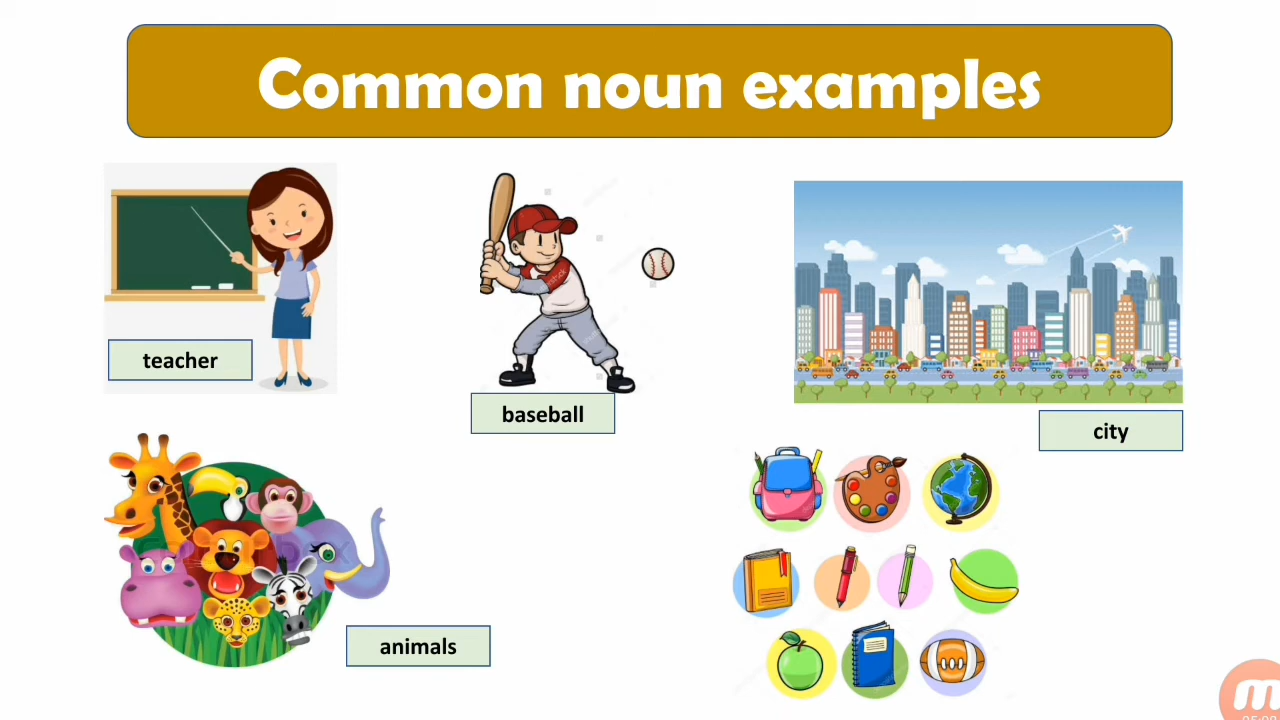 Common noun examples
teacher
baseball
city
animals